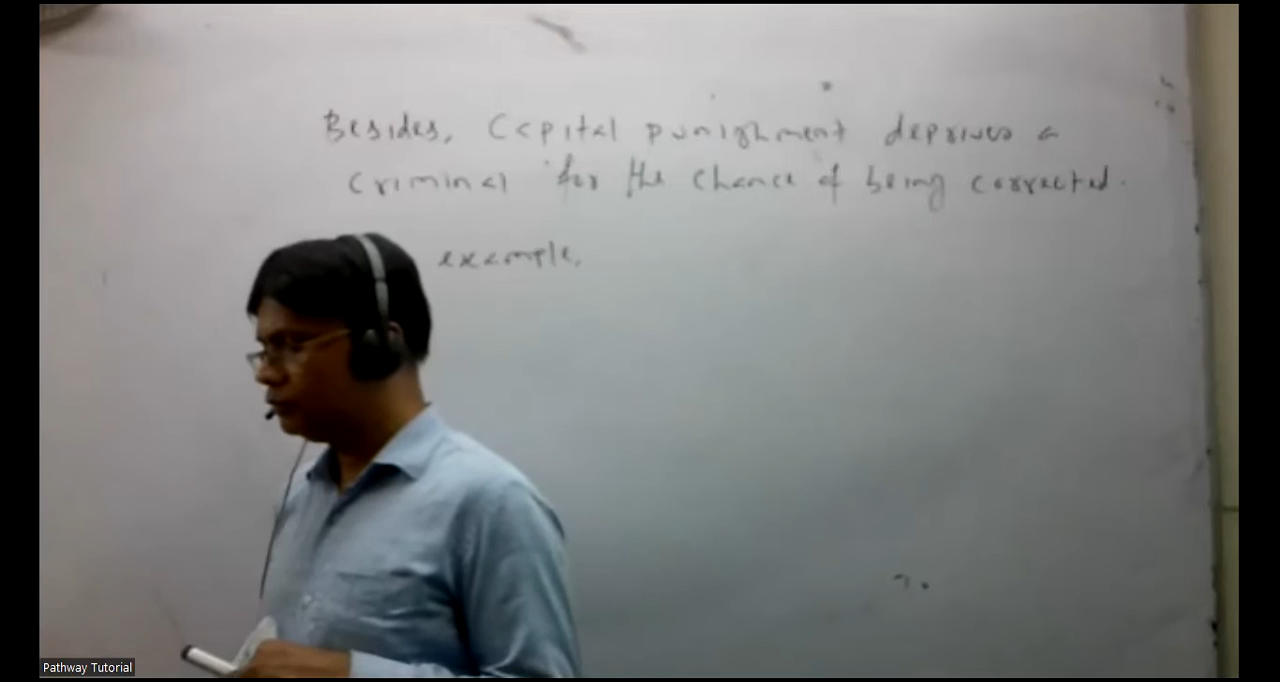 Besides, Capital punishment deprives a
criminal for the chance of being corrected.
example,
Pathway Tutorial